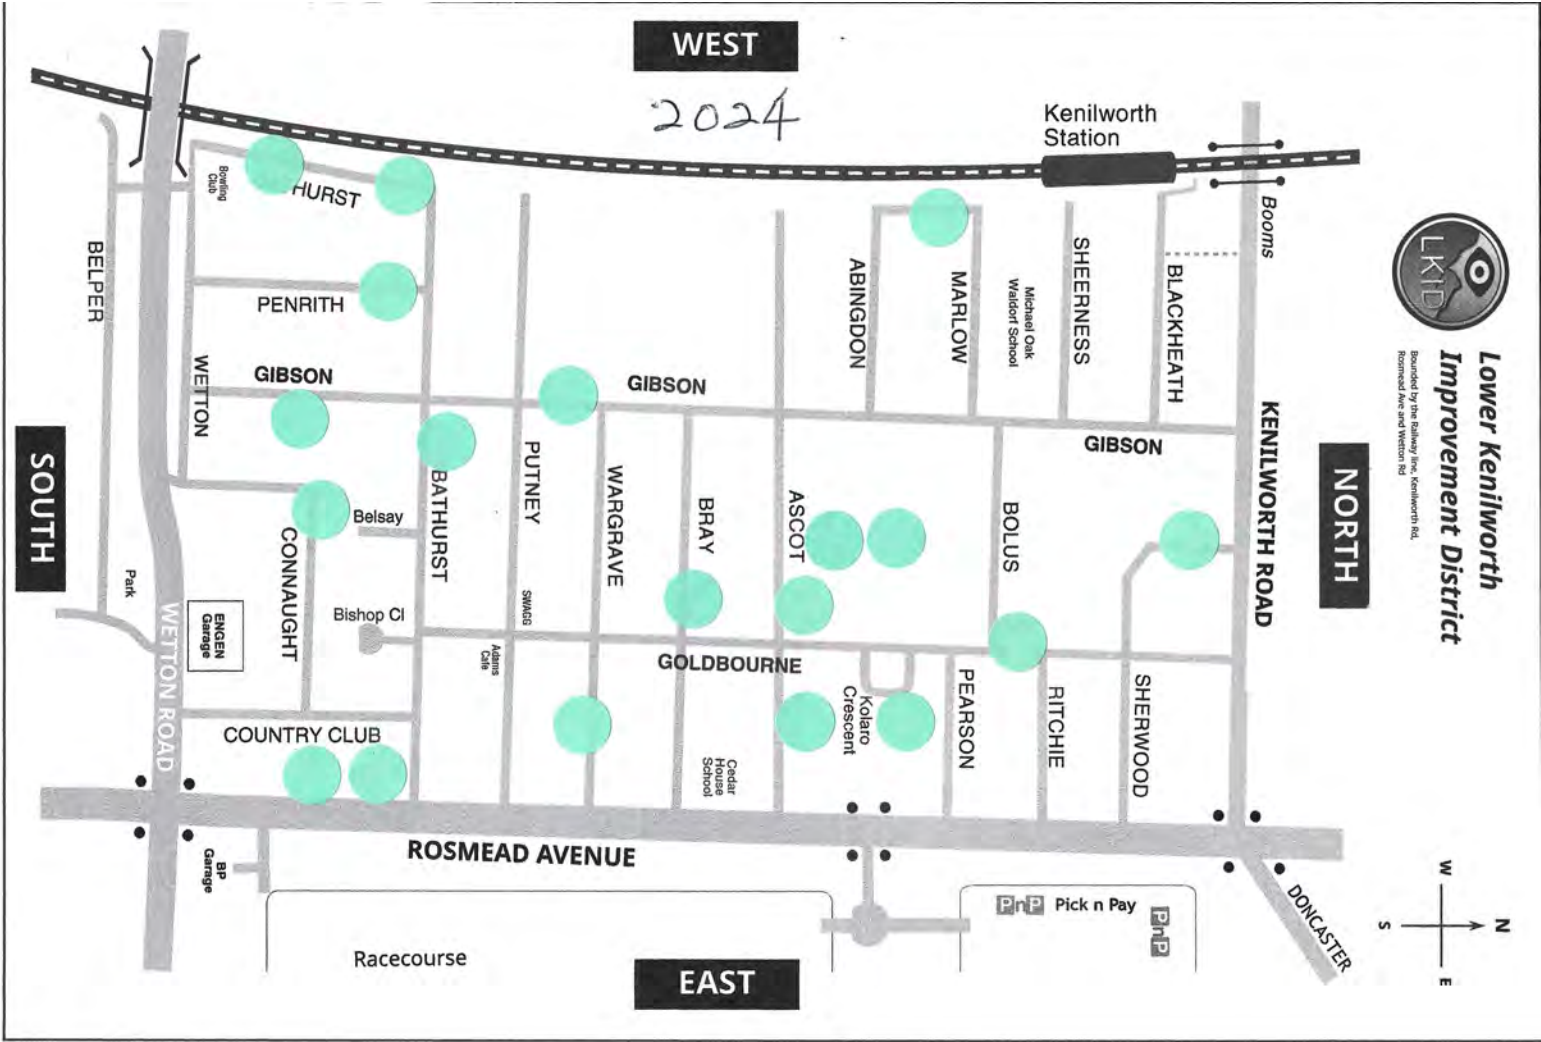 WEST
2024
Kenilworth
Station
Booms
LKID
Lower Kenilworth
Improvement District
Bounded by the Railway line, Kenilworth Rd,
Rosmead Ave and Wetton Rd
NORTH
SOUTH
EAST
Bowling
Club
HURST
BELPER
PENRITH
WETTON
GIBSON
GIBSON
GIBSON
ABINGDON
MARLOW
Michael Oak
Waldorf School
SHEERNESS
BLACKHEATH
KENILWORTH ROAD
PUTNEY
WARGRAVE
BRAY
ASCOT
BOLUS
BATHURST
Belsay
CONNAUGHT
Bishop Cl
Park
ENGEN
Garage
WETTON ROAD
SWAGG
Adams
Cafe
GOLDBOURNE
Kolaro
Crescent
PEARSON
RITCHIE
SHERWOOD
COUNTRY CLUB
Cedar
House
School
ROSMEAD AVENUE
BP
Garage
Racecourse
PnP Pick n Pay
PnP
DONCASTER
W
N
S
E